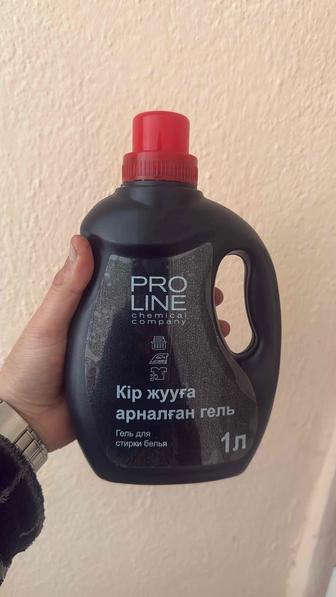 PRO
LINE
chemical
company
Кір жууға
арналған гель
Гель для
стирки белья
1л